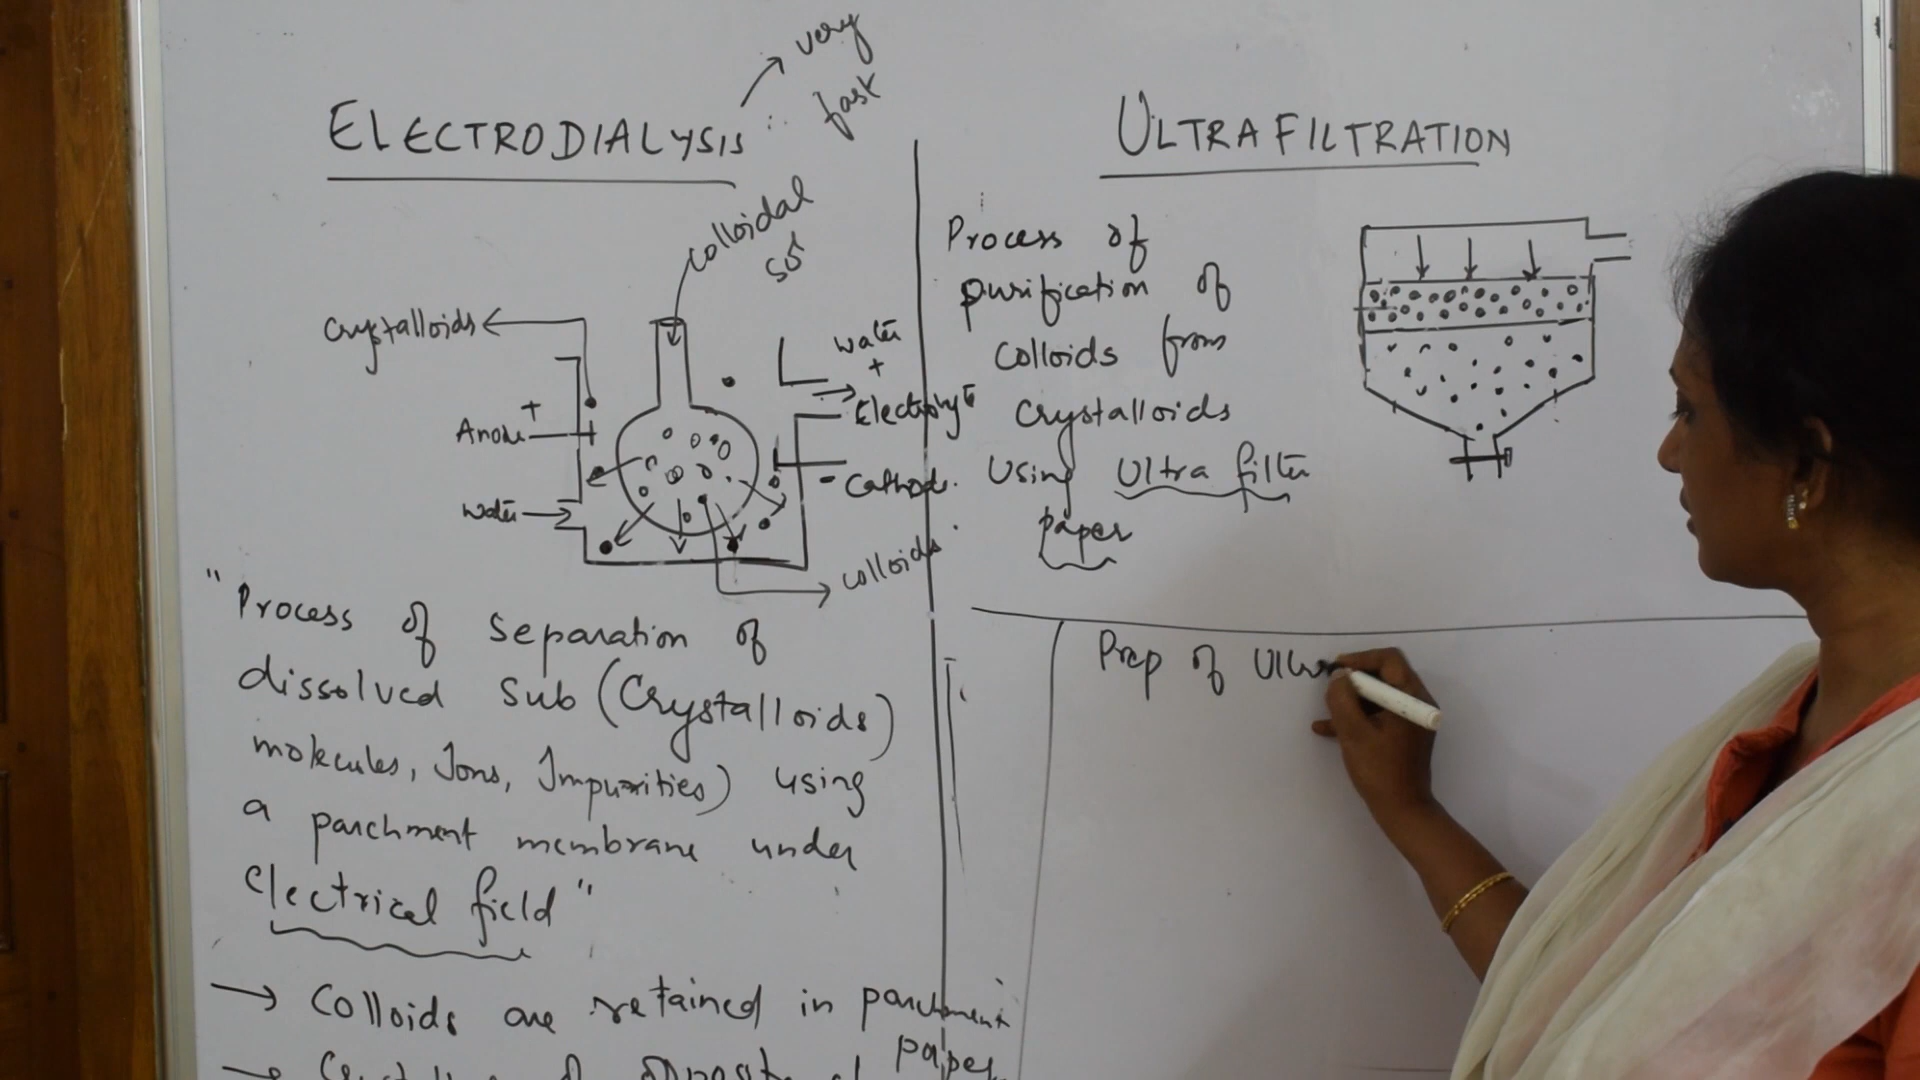 ELECTRODIALYSIS
very
fast
colloidal
sol
Crystalloids
water
+
Electrolyte
+
Anode
- Cathode.
water
colloids
"Process of separation of
dissolved sub (Crystalloids)
molecules, Ions, Impurities) using
a parchment membrane under
electrical field"
→ Colloids are retained in parchment
paper
ULTRA FILTRATION
Process of
purification of
colloids from
crystalloids
Using Ultra filter
paper
Prep of Ultra